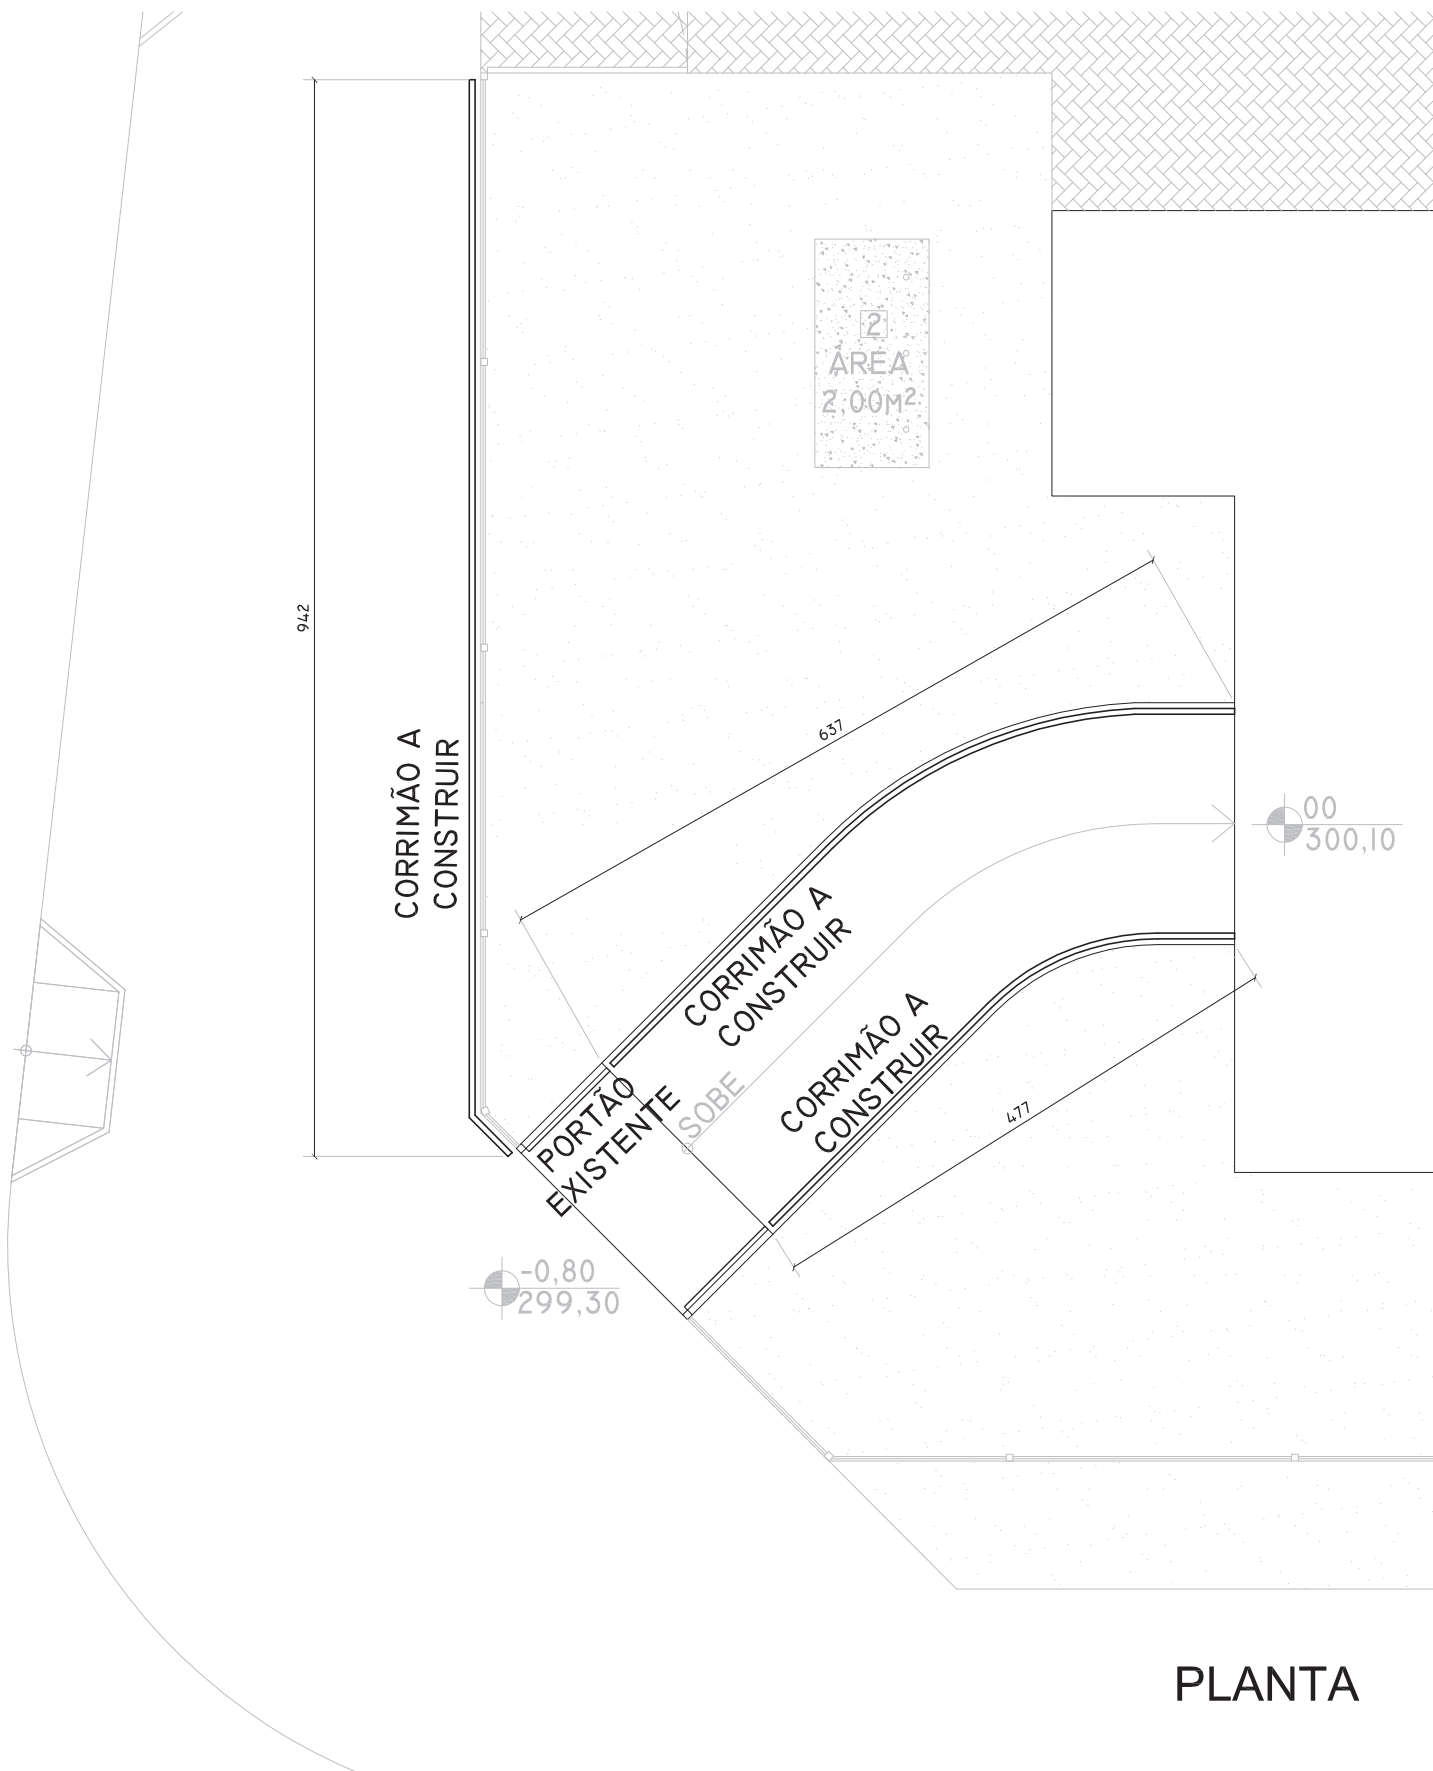 2
ÁREA
2,00M²
942
637
CORRIMÃO A
CONSTRUIR
00
300,10
CORRIMÃO A
CONSTRUIR
CORRIMÃO A
CONSTRUIR
PORTÃO
EXISTENTE
SOBE
477
-0,80
299,30
PLANTA